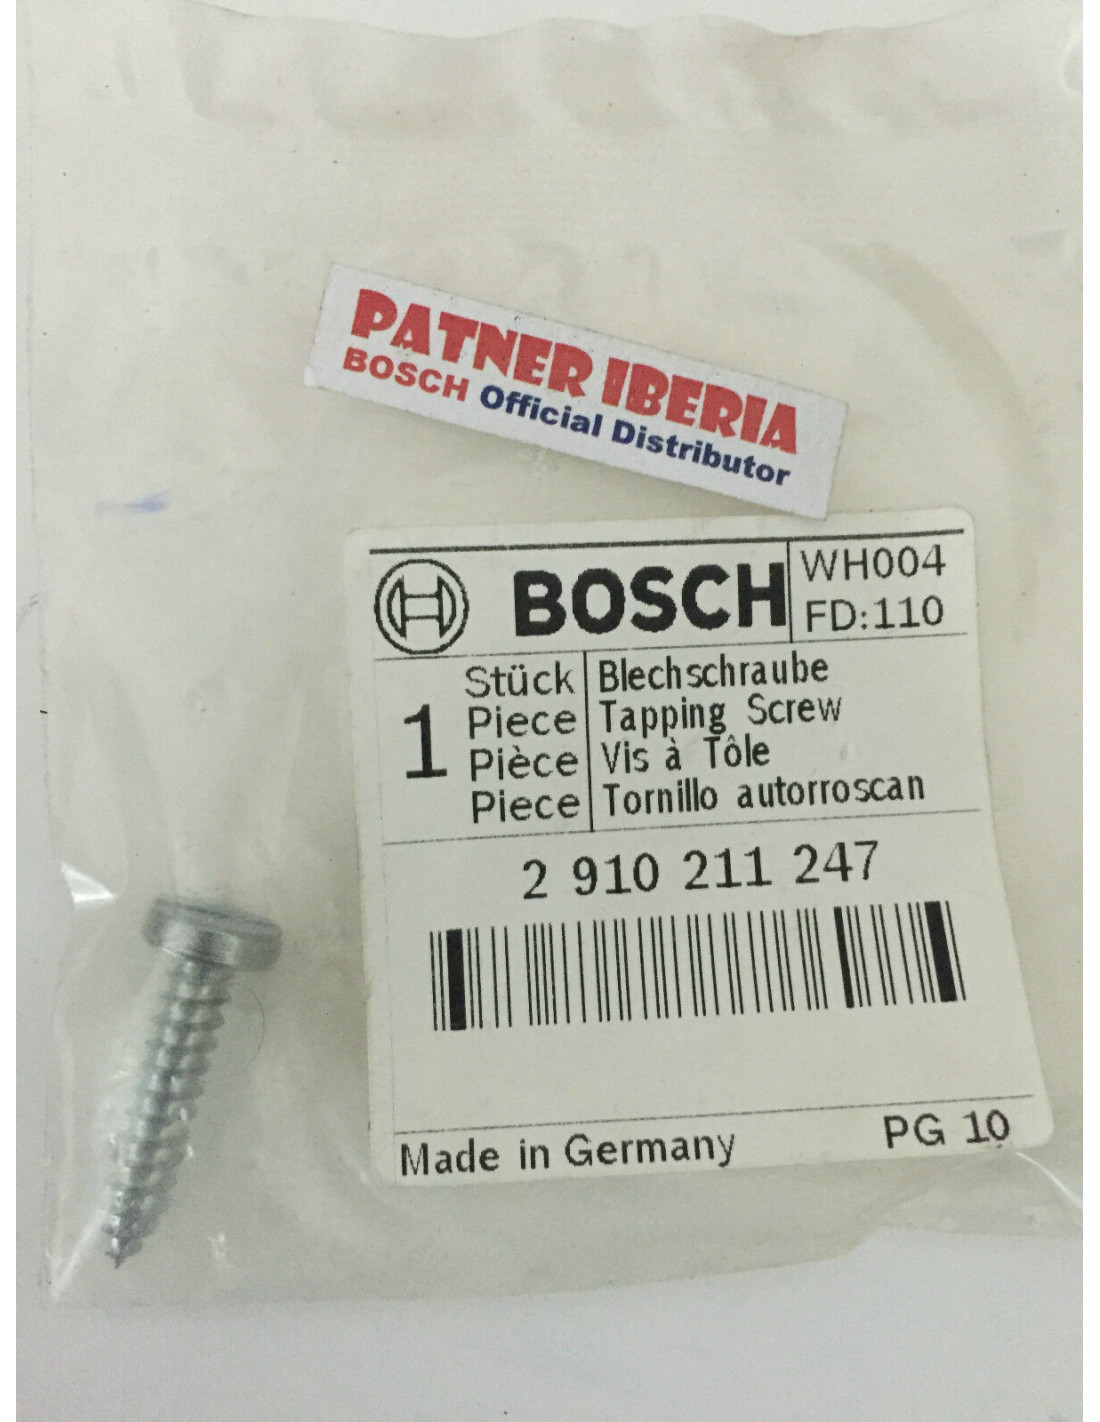 PATNER IBERIA
BOSCH Official Distributor
BOSCH
WH004
FD:110
1
Stück
Piece
Pièce
Piece
Blechschraube
Tapping Screw
Vis à Tôle
Tornillo autorroscan
2 910 211 247
Made in Germany
PG 10